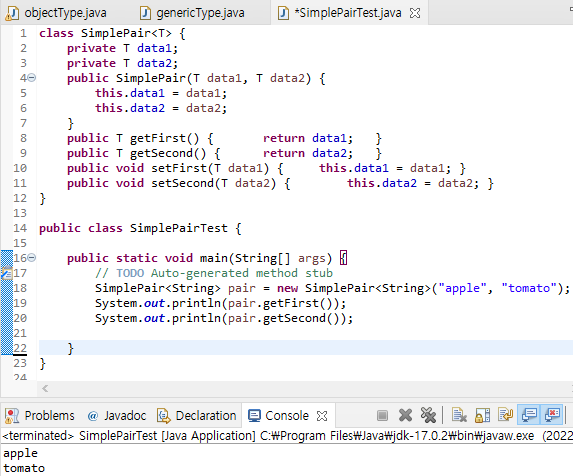 objectType.java genericType.java *SimplePairTest.java
1 class SimplePair<T> {
2 private T data1;
3 private T data2;
4 public SimplePair(T data1, T data2) {
5 this.data1 = data1;
6 this.data2 = data2;
7 }
8 public T getFirst() { return data1; }
9 public T getSecond() { return data2; }
10 public void setFirst(T data1) { this.data1 = data1; }
11 public void setSecond(T data2) { this.data2 = data2; }
12 }
13
14 public class SimplePairTest {
15
16 public static void main(String[] args) {
17 // TODO Auto-generated method stub
18 SimplePair<String> pair = new SimplePair<String>("apple", "tomato");
19 System.out.println(pair.getFirst());
20 System.out.println(pair.getSecond());
21
22 }
23 }
24
Problems @ Javadoc Declaration Console
<terminated> SimplePairTest [Java Application] C:₩Program Files₩Java₩jdk-17.0.2₩bin₩javaw.exe (2022
apple
tomato